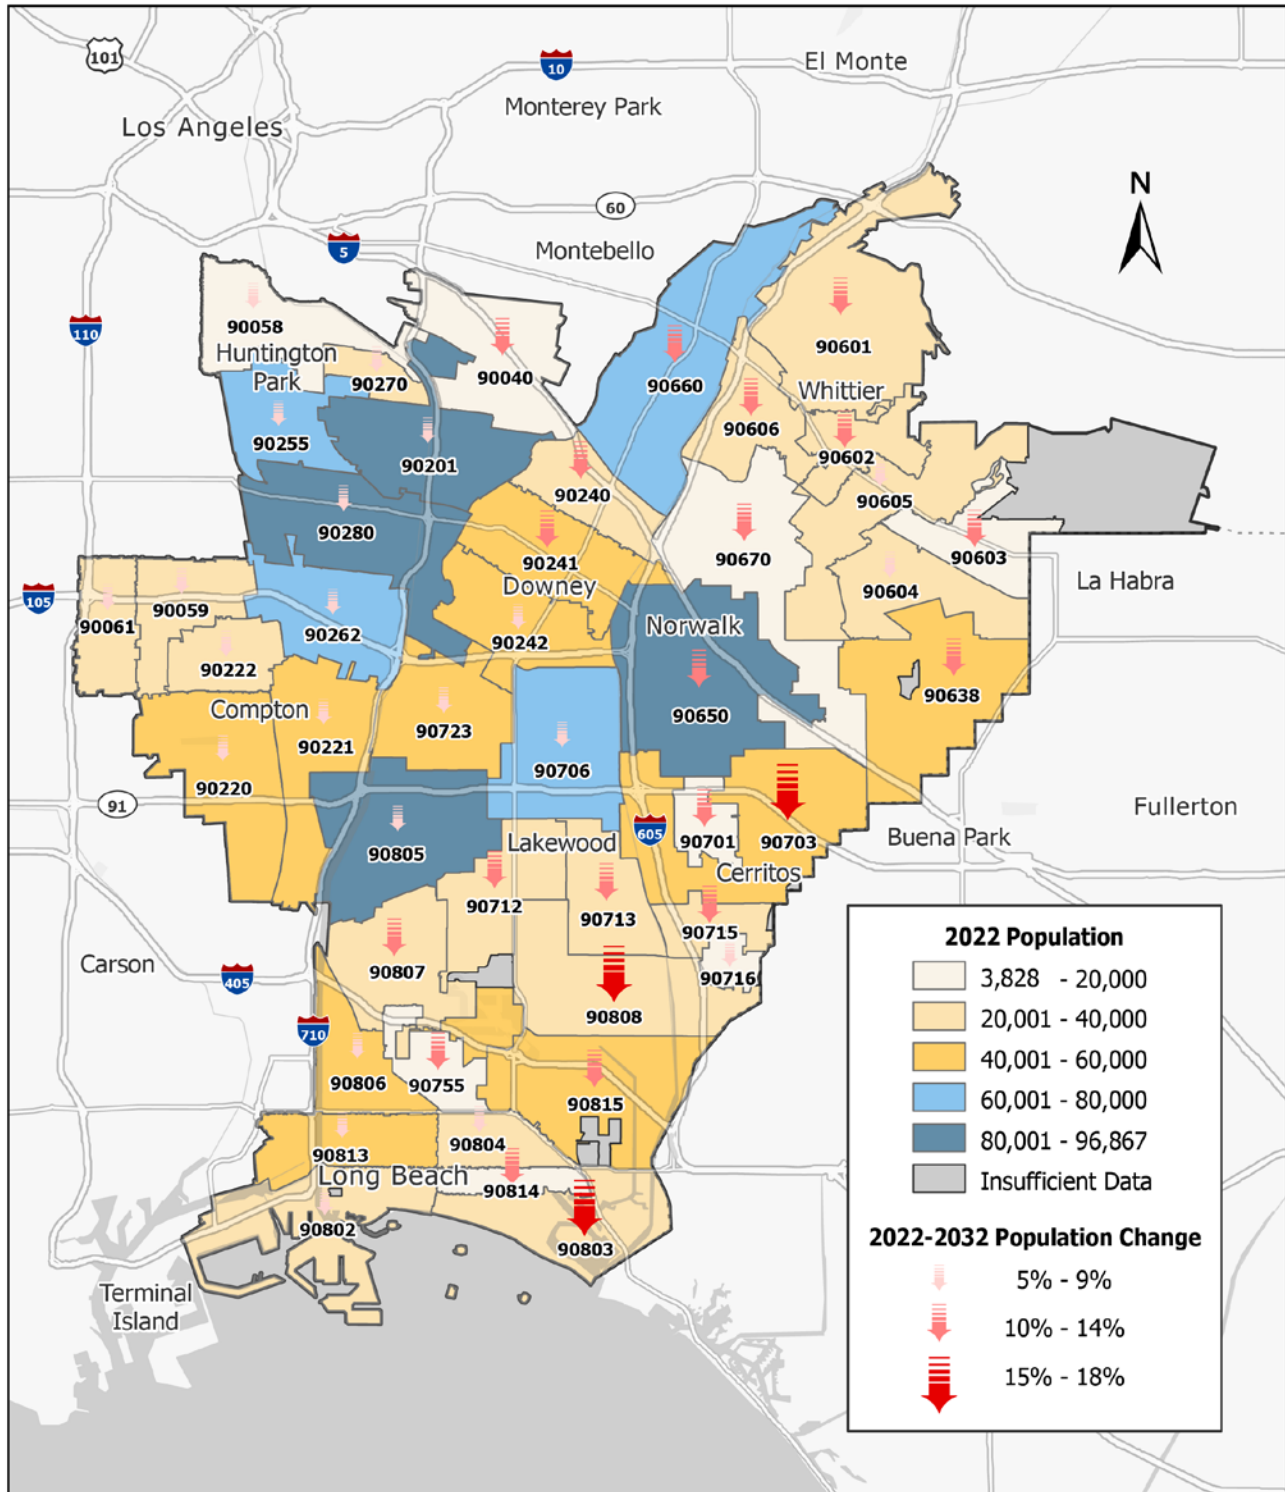 101
10
El Monte
Monterey Park
Los Angeles
N
60
5
Montebello
110
90058
Huntington
Park
90270
90040
90660
90601
Whittier
90255
90201
90606
90602
90605
90280
90240
90241
Downey
90670
90603
90604
La Habra
105
90061
90059
90262
90222
90242
Norwalk
Compton
90221
90220
90723
90706
90650
90638
91
90805
Lakewood
605
90701
90703
Cerritos
Buena Park
Fullerton
90712
90713
90715
90716
Carson
405
90807
90808
710
90806
90755
90815
90813
90804
Long Beach
90814
90802
90803
Terminal
Island
2022 Population
3,828 - 20,000
20,001 - 40,000
40,001 - 60,000
60,001 - 80,000
80,001 - 96,867
Insufficient Data
2022-2032 Population Change
5% - 9%
10% - 14%
15% - 18%